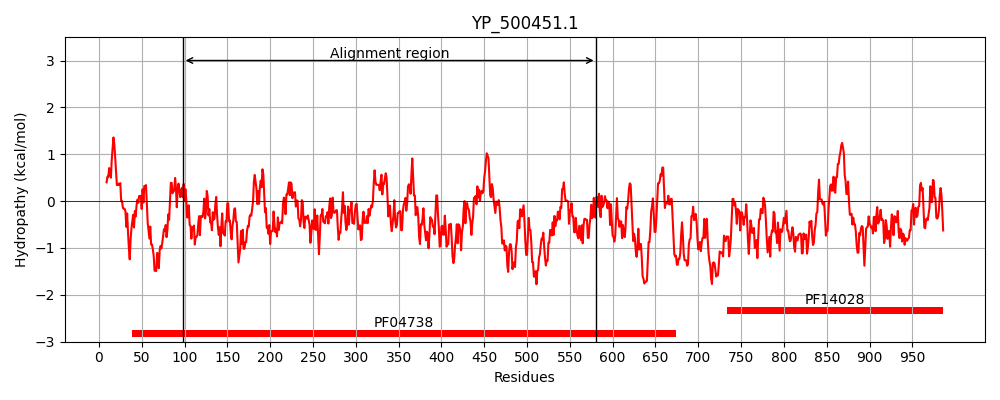 YP_500451.1
Alignment region
3
2
1
0
−1
−2
−3
Hydropathy (kcal/mol)
PF14028
PF04738
0 50 100 150 200 250 300 350 400 450 500 550 600 650 700 750 800 850 900 950
Residues